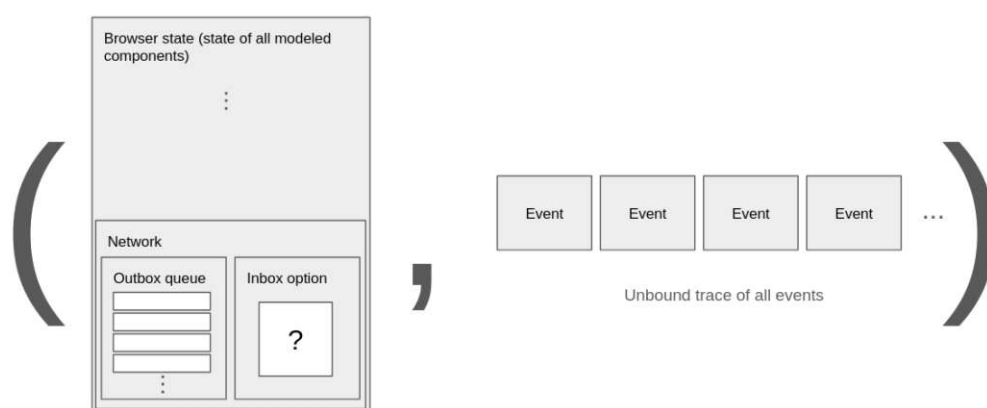 Browser state (state of all modeled
components)
⋮
(
,
Event
Event
Event
Event
...
)
Network
Outbox queue
Inbox option
?
⋮
Unbound trace of all events